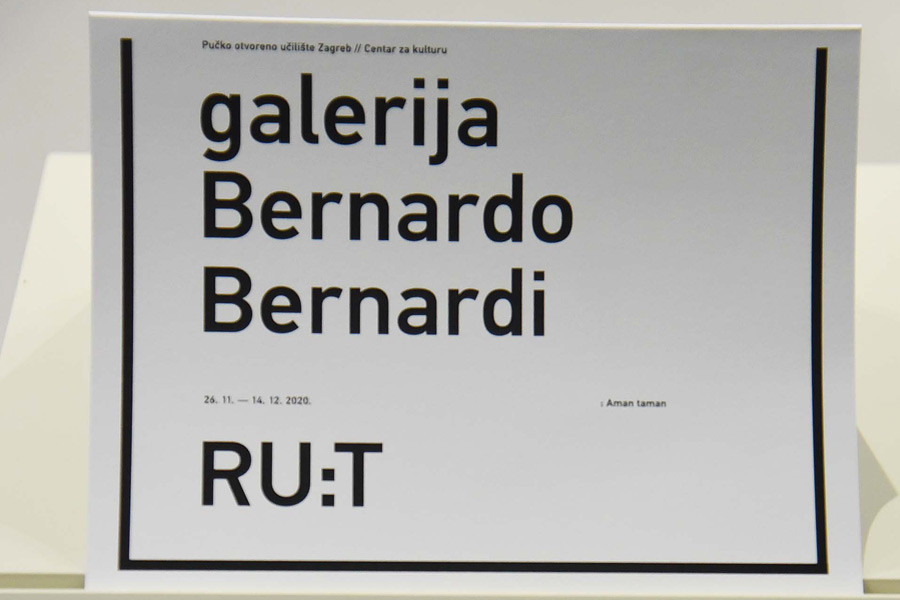 Pučko otvoreno učilište Zagreb // Centar za kulturu
galerija
Bernardo
Bernardi
26. 11. — 14. 12. 2020.
: Aman taman
RU:T